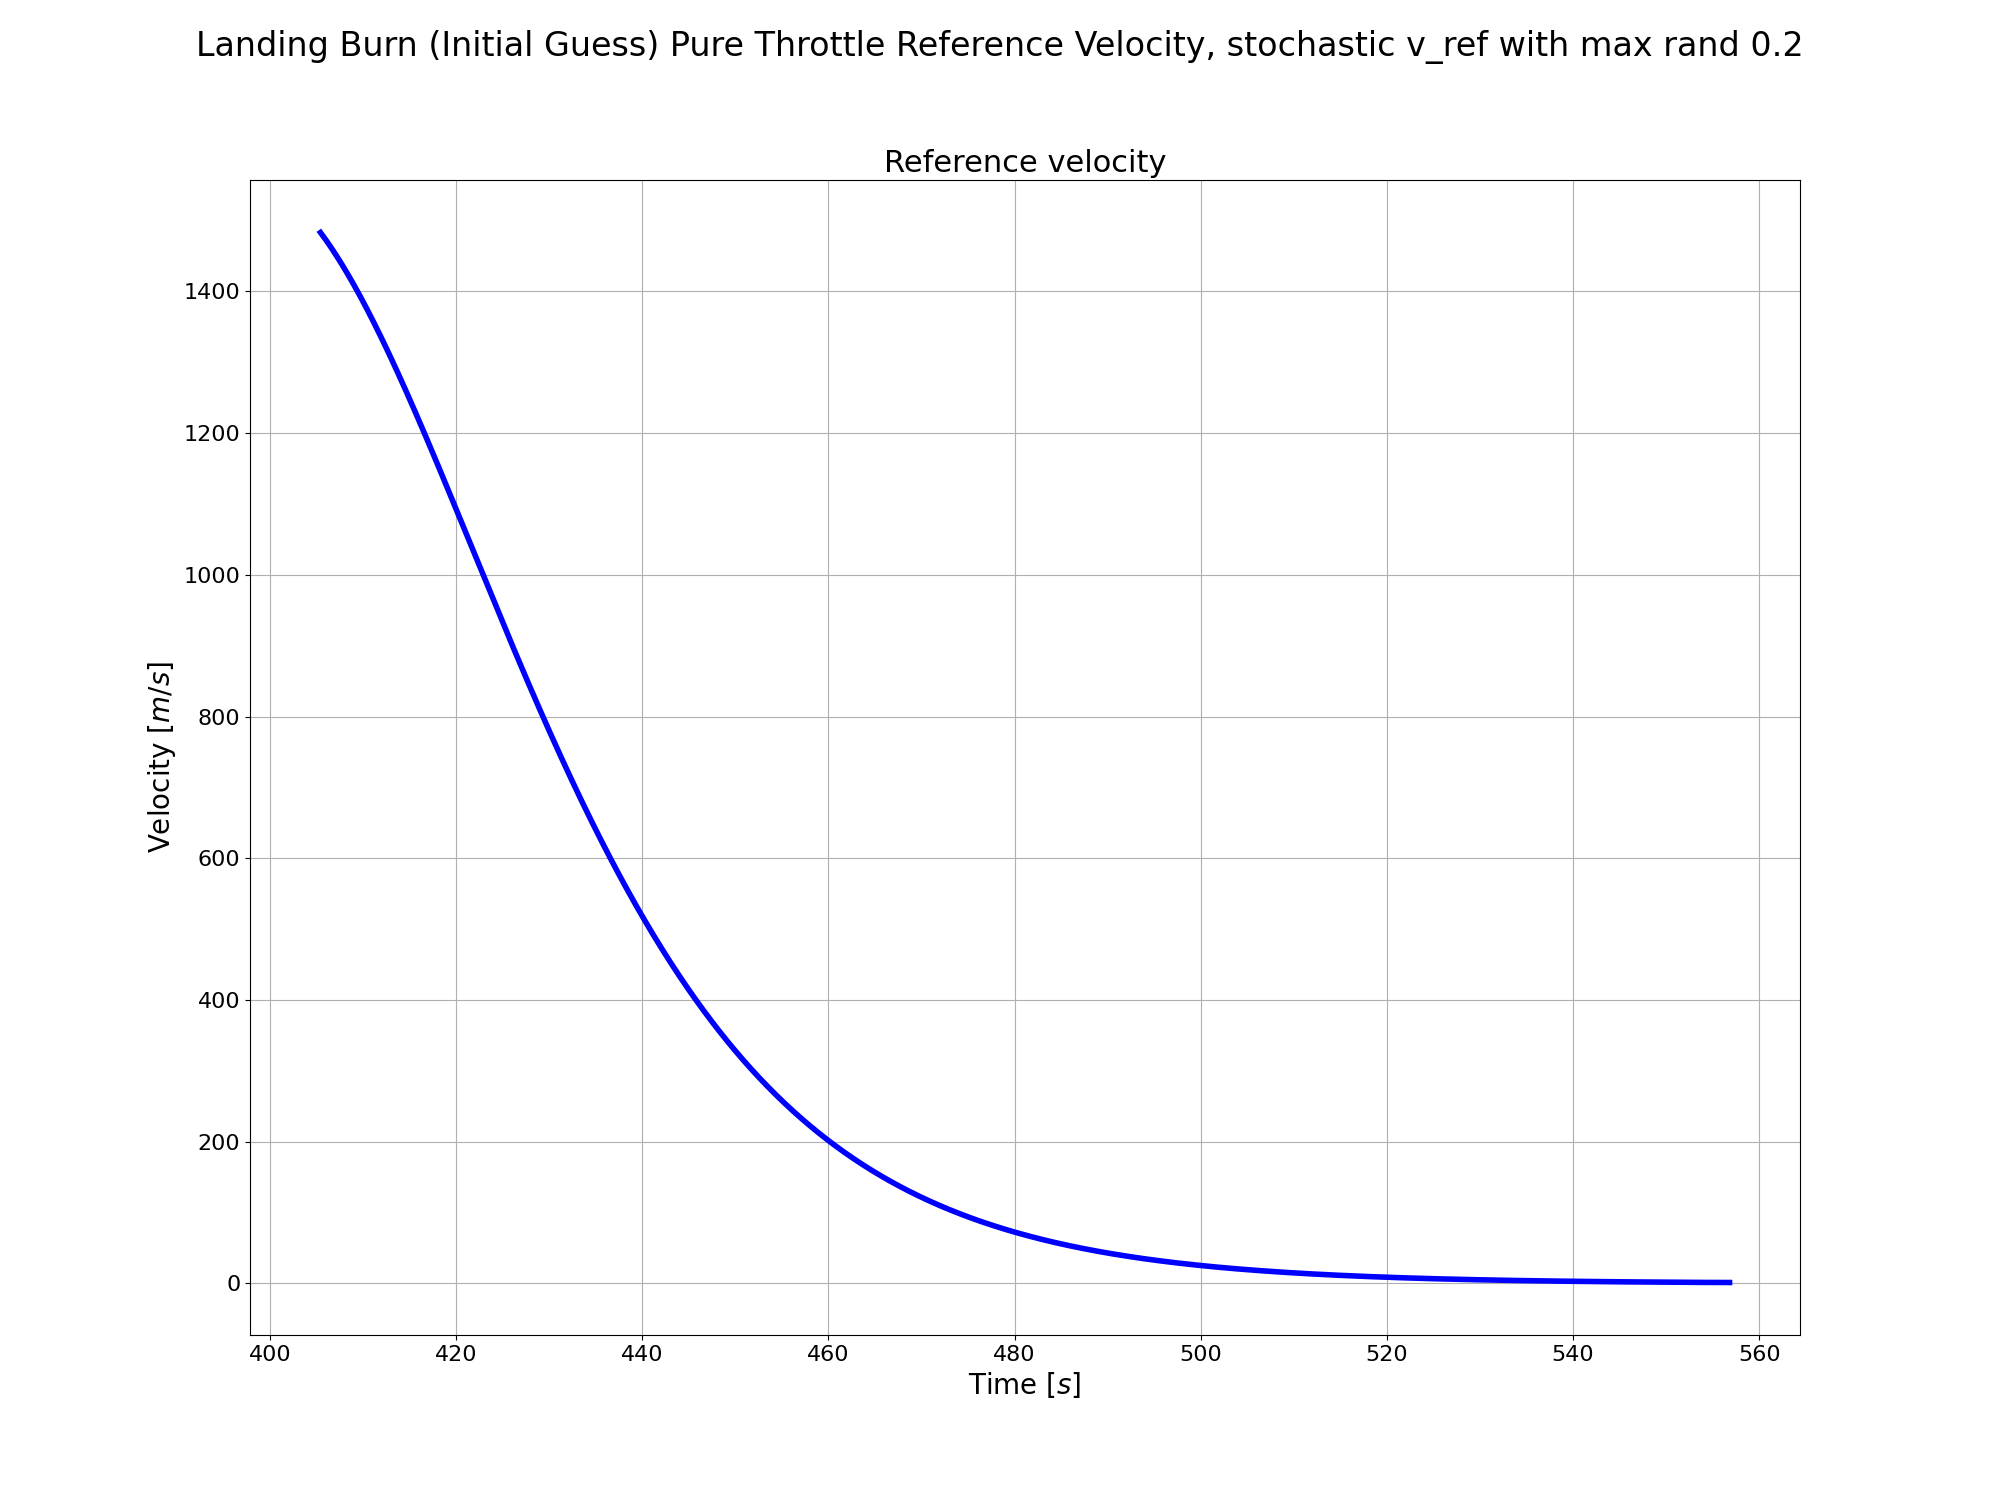 Landing Burn (Initial Guess) Pure Throttle Reference Velocity, stochastic v_ref with max rand 0.2
Reference velocity
1400
1200
1000
800
600
400
200
0
Velocity [m/s]
400 420 440 460 480 500 520 540 560
Time [s]